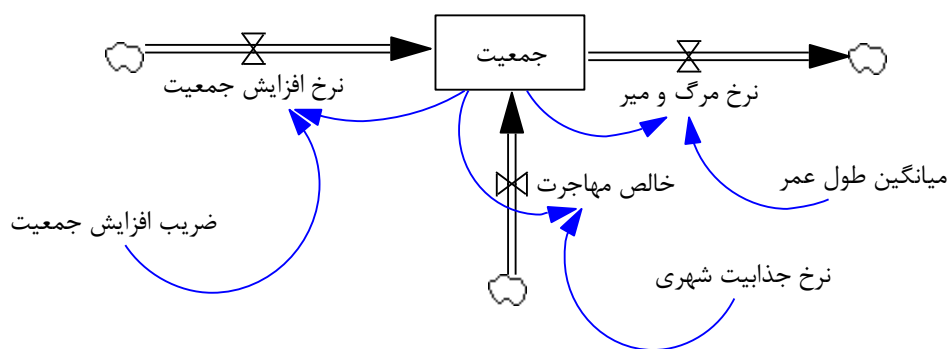 جمعیت
نرخ افزایش جمعیت
نرخ مرگ و میر
خالص مهاجرت
میانگین طول عمر
ضریب افزایش جمعیت
نرخ جذابیت شهری